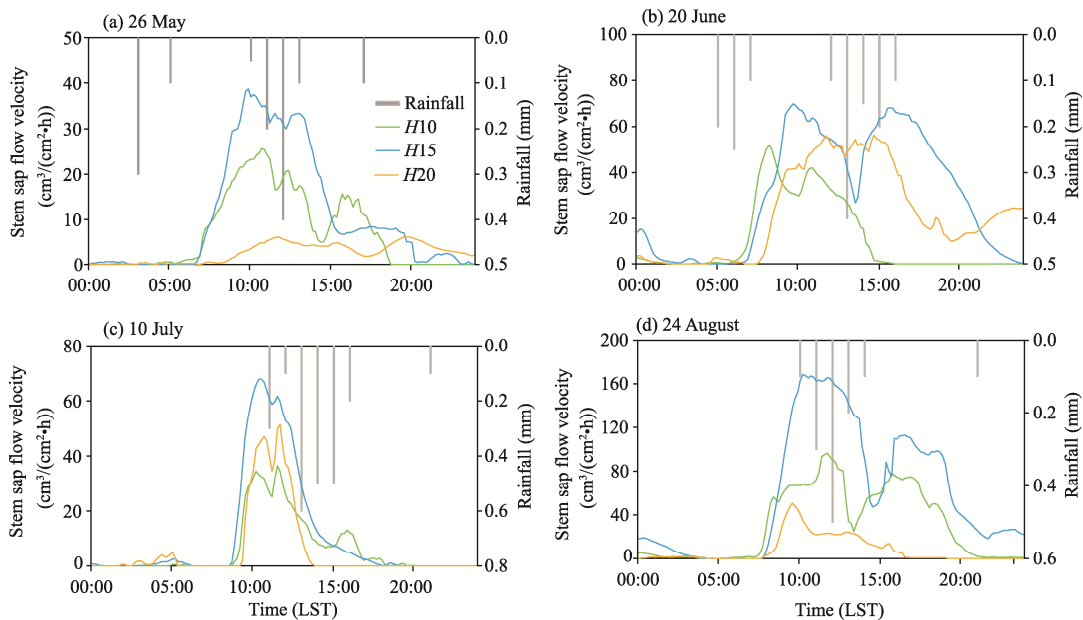 (a) 26 May
50
40
30
20
10
0
0.0
0.1
0.2
0.3
0.4
0.5
00:00
05:00
10:00
15:00
20:00
Stem sap flow velocity
(cm³/(cm²•h))
Rainfall (mm)
Rainfall
H10
H15
H20
(b) 20 June
100
80
60
40
20
0
0.0
0.1
0.2
0.3
0.4
0.5
00:00
05:00
10:00
15:00
20:00
Stem sap flow velocity
(cm³/(cm²•h))
Rainfall (mm)
(c) 10 July
80
60
40
20
0
0.0
0.2
0.4
0.6
0.8
00:00
05:00
10:00
15:00
20:00
Stem sap flow velocity
(cm³/(cm²•h))
Rainfall (mm)
Time (LST)
(d) 24 August
200
160
120
80
40
0
0.0
0.2
0.4
0.6
00:00
05:00
10:00
15:00
20:00
Stem sap flow velocity
(cm³/(cm²•h))
Rainfall (mm)
Time (LST)